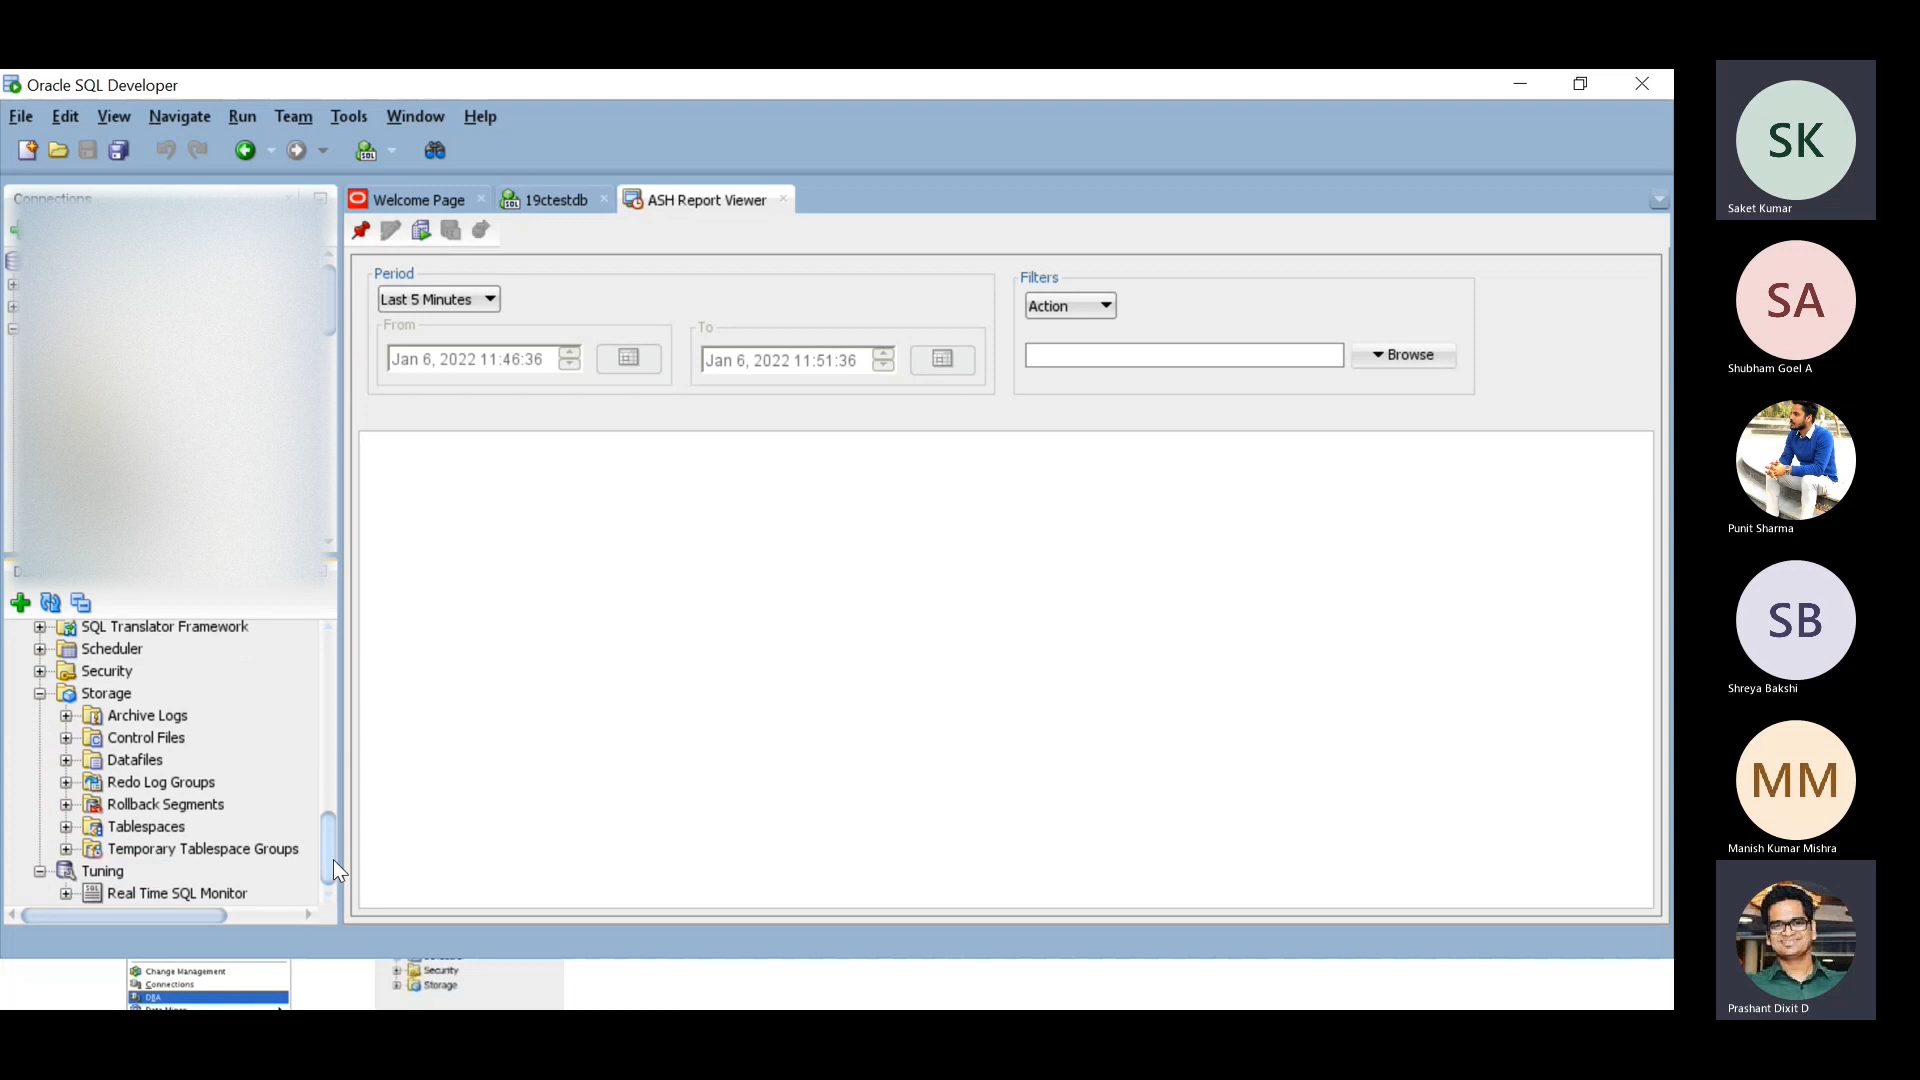 Oracle SQL Developer
File Edit View Navigate Run Team Tools Window Help
Connections
Welcome Page
19ctestdb
ASH Report Viewer
Period
Last 5 Minutes
From
Jan 6, 2022 11:46:36
To
Jan 6, 2022 11:51:36
Filters
Action
Browse
SQL Translator Framework
Scheduler
Security
Storage
Archive Logs
Control Files
Datafiles
Redo Log Groups
Rollback Segments
Tablespaces
Temporary Tablespace Groups
Tuning
Real Time SQL Monitor
Change Management
Connections
DBA
Security
Storage
SK
Saket Kumar
SA
Shubham Goel A
Punit Sharma
SB
Shreya Bakshi
MM
Manish Kumar Mishra
Prashant Dixit D